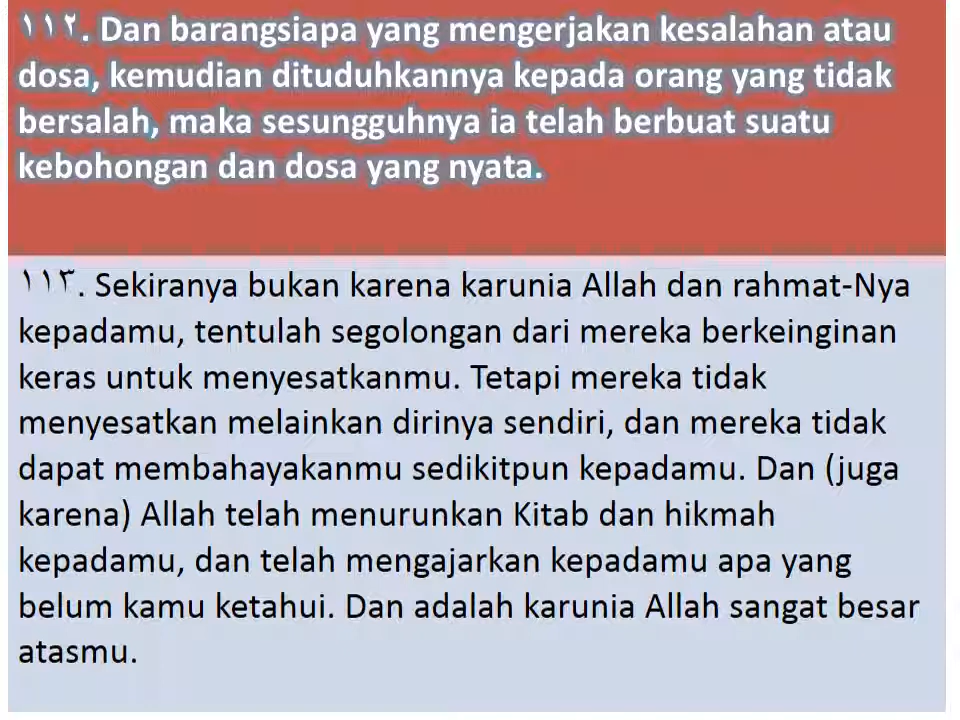 ١١٢. Dan barangsiapa yang mengerjakan kesalahan atau
dosa, kemudian dituduhkannya kepada orang yang tidak
bersalah, maka sesungguhnya ia telah berbuat suatu
kebohongan dan dosa yang nyata.
١١٣. Sekiranya bukan karena karunia Allah dan rahmat-Nya
kepadamu, tentulah segolongan dari mereka berkeinginan
keras untuk menyesatkanmu. Tetapi mereka tidak
menyesatkan melainkan dirinya sendiri, dan mereka tidak
dapat membahayakanmu sedikitpun kepadamu. Dan (juga
karena) Allah telah menurunkan Kitab dan hikmah
kepadamu, dan telah mengajarkan kepadamu apa yang
belum kamu ketahui. Dan adalah karunia Allah sangat besar
atasmu.